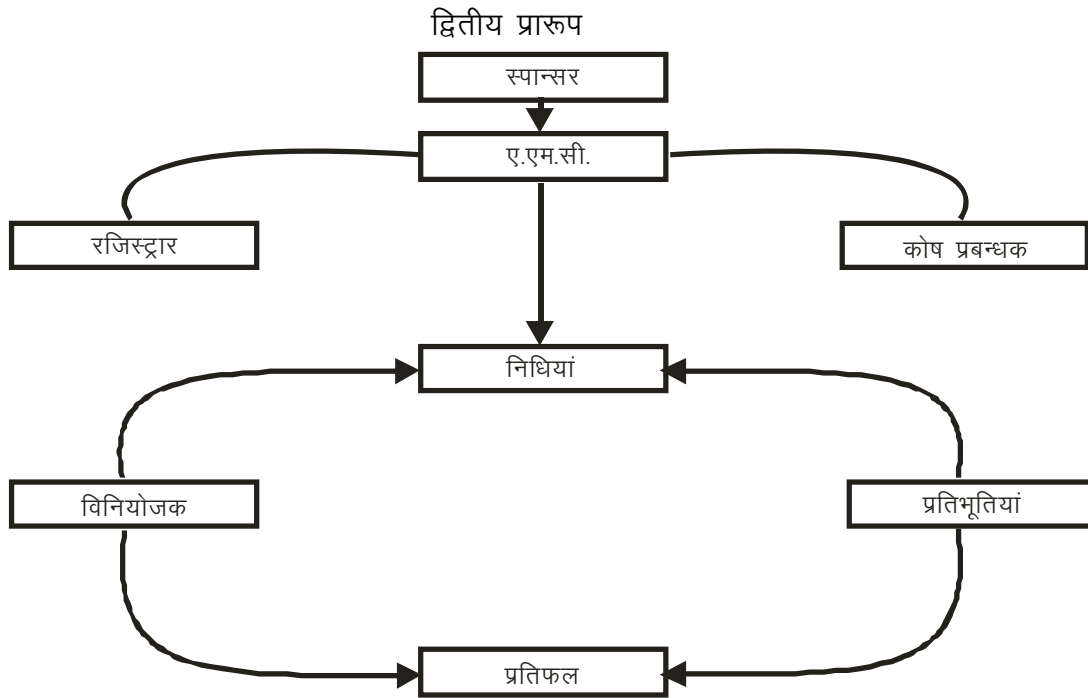 द्वितीय प्रारूप
स्पान्सर
ए.एम.सी.
रजिस्ट्रार
कोष प्रबन्धक
निधियां
विनियोजक
प्रतिभूतियां
प्रतिफल